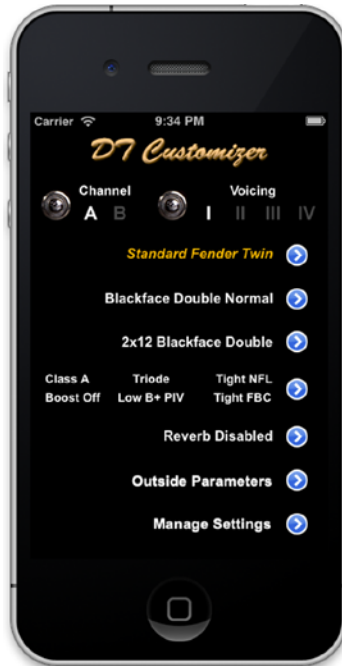 Carrier 9:34 PM
DT Customizer
Channel Voicing
A B I II III IV
Standard Fender Twin
Blackface Double Normal
2x12 Blackface Double
Class A Triode Tight NFL
Boost Off Low B+ PIV Tight FBC
Reverb Disabled
Outside Parameters
Manage Settings